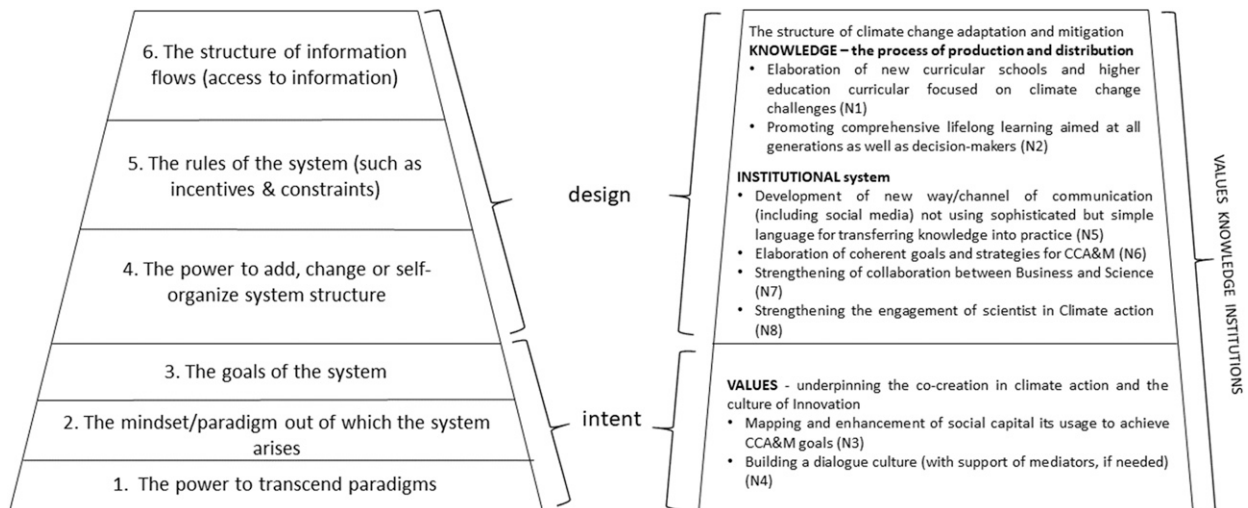 6. The structure of information
flows (access to information)
5. The rules of the system (such as
incentives & constraints)
4. The power to add, change or self-
organize system structure
3. The goals of the system
2. The mindset/paradigm out of which the system
arises
1. The power to transcend paradigms
design
intent
The structure of climate change adaptation and mitigation
KNOWLEDGE – the process of production and distribution
• Elaboration of new curricular schools and higher
education curricular focused on climate change
challenges (N1)
• Promoting comprehensive lifelong learning aimed at all
generations as well as decision-makers (N2)
INSTITUTIONAL system
• Development of new way/channel of communication
(including social media) not using sophisticated but simple
language for transferring knowledge into practice (N5)
• Elaboration of coherent goals and strategies for CCA&M (N6)
• Strengthening of collaboration between Business and Science
(N7)
• Strengthening the engagement of scientist in Climate action
(N8)
VALUES - underpinning the co-creation in climate action and the
culture of Innovation
• Mapping and enhancement of social capital its usage to achieve
CCA&M goals (N3)
• Building a dialogue culture (with support of mediators, if needed)
(N4)
VALUES KNOWLEDGE INSTITUTIONS